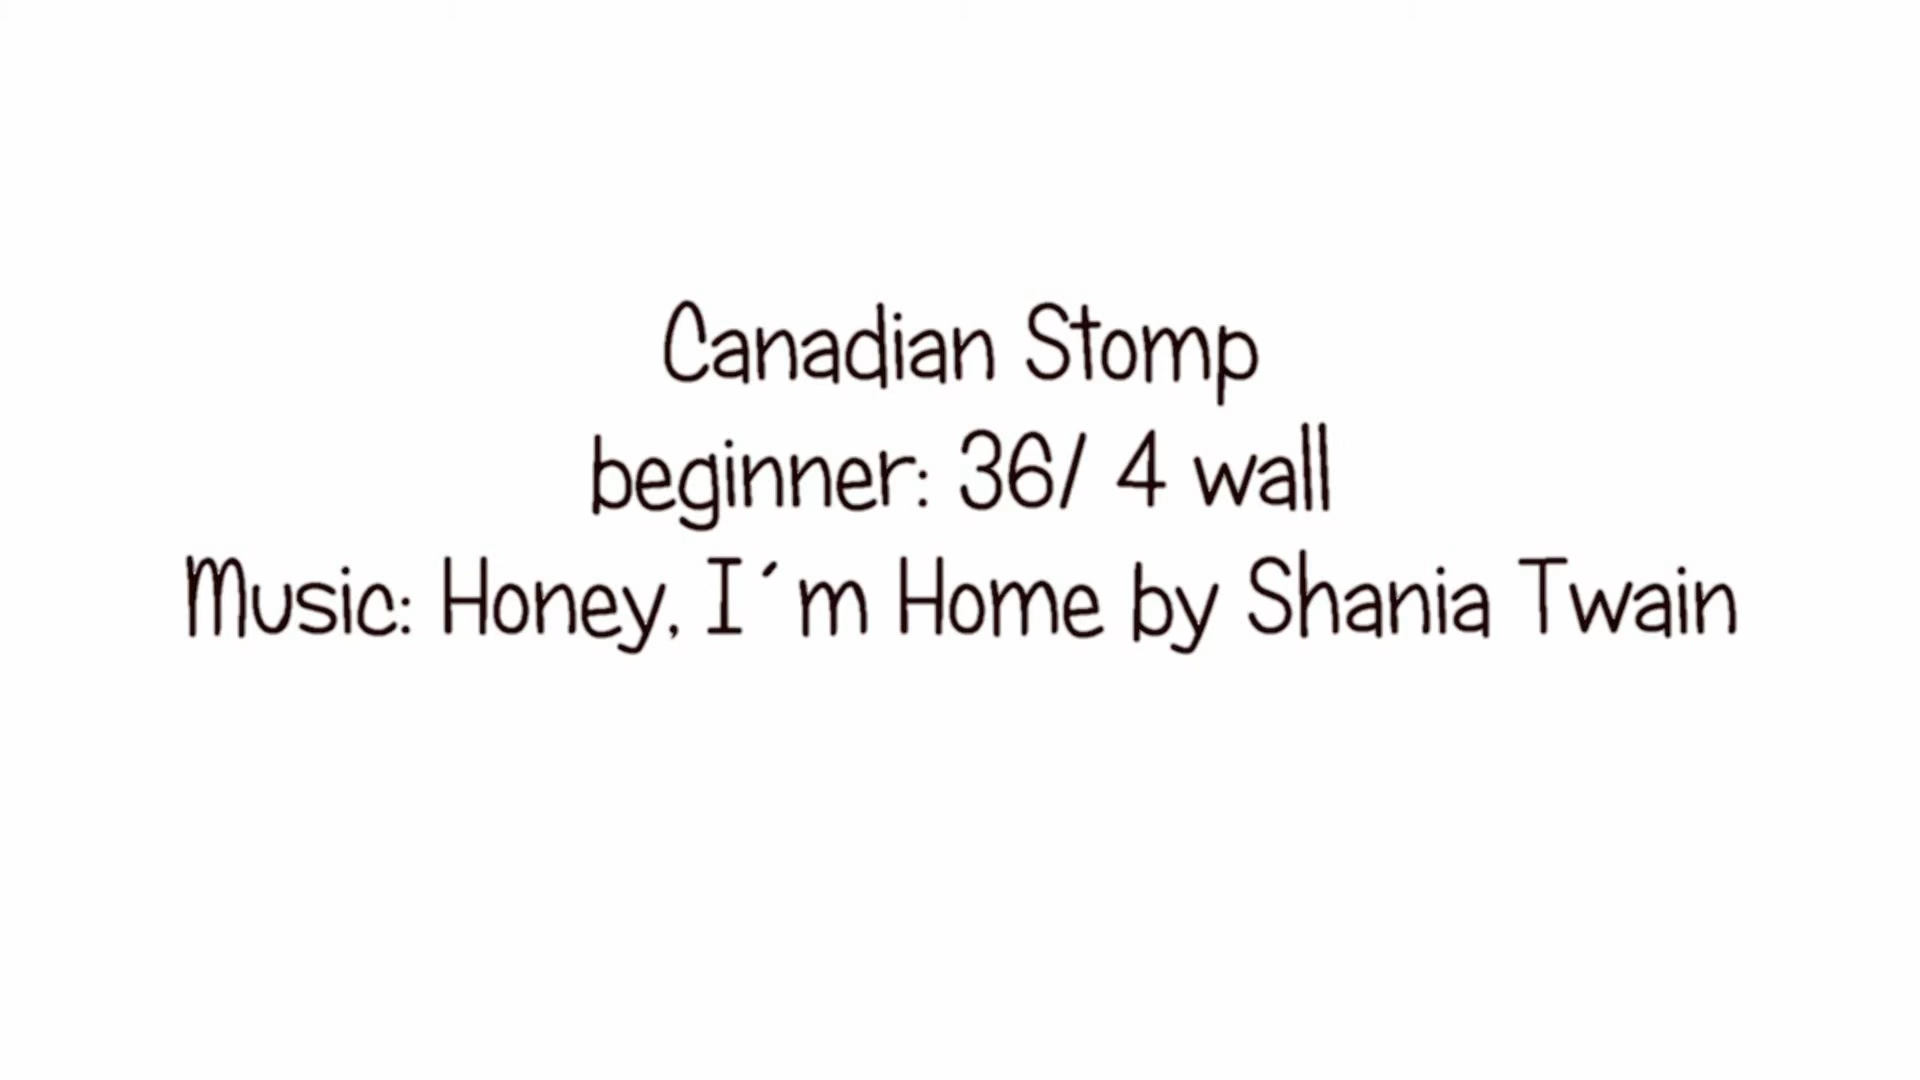 Canadian Stomp
beginner: 36/ 4 wall
Music: Honey, I´m Home by Shania Twain